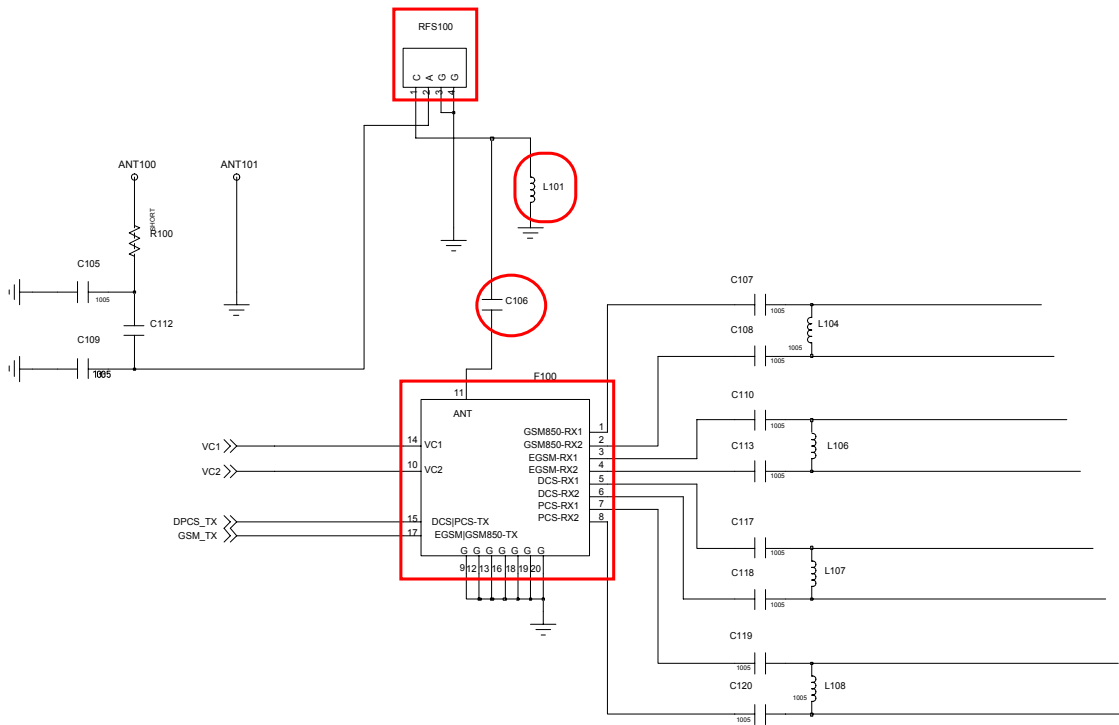 RFS100
C A G G
1 2 3 4
ANT100
ANT101
L101
SHORT
R100
C105
1005
C106
C112
C109
1005
C107
1005
L104
C108
1005
1005
F100
11
ANT
C110
1005
GSM850-RX1 1
GSM850-RX2 2
VC1 14 VC1
EGSM-RX1 3
C113
L106
VC2 10 VC2
EGSM-RX2 4
1005
DCS-RX1 5
DCS-RX2 6
PCS-RX1 7
DPCS_TX 15 DCS|PCS-TX
PCS-RX2 8
GSM_TX 17 EGSM|GSM850-TX
C117
1005
G G G G G G G
9 12 13 16 18 19 20
C118
L107
1005
C119
1005
C120
1005
L108
1005